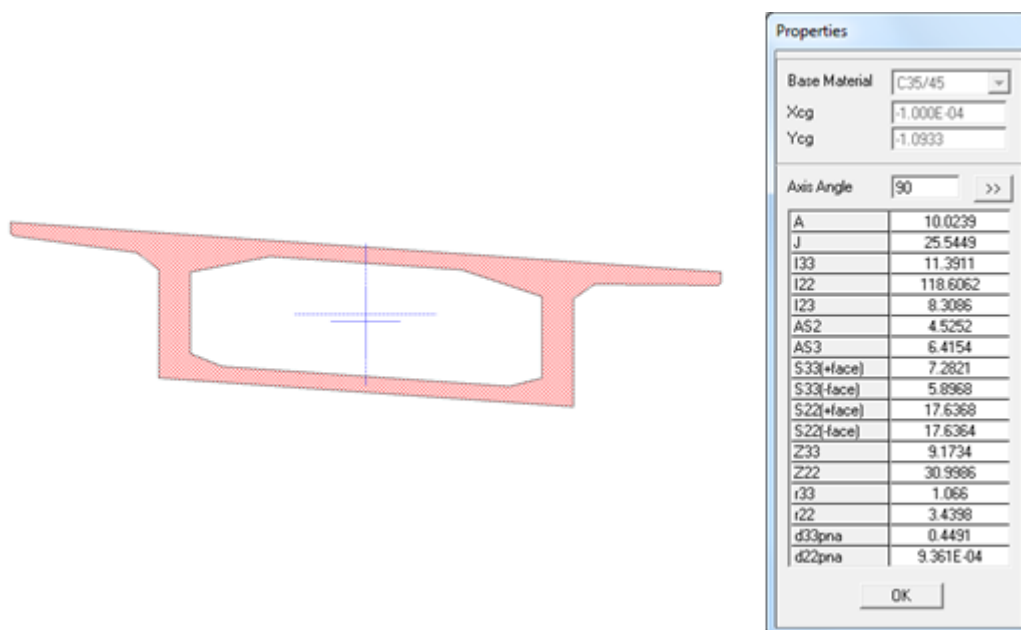 Properties
Base Material C35/45
Xcg -1.000E-04
Ycg -1.0933
Axis Angle 90 >>
A 10.0239
J 25.5449
I33 11.3911
I22 118.6062
I23 8.3086
AS2 4.5252
AS3 6.4154
S33(+face) 7.2821
S33(-face) 5.8968
S22(+face) 17.6368
S22(-face) 17.6364
Z33 9.1734
Z22 30.9986
r33 1.066
r22 3.4398
d33pna 0.4491
d22pna 9.361E-04
OK